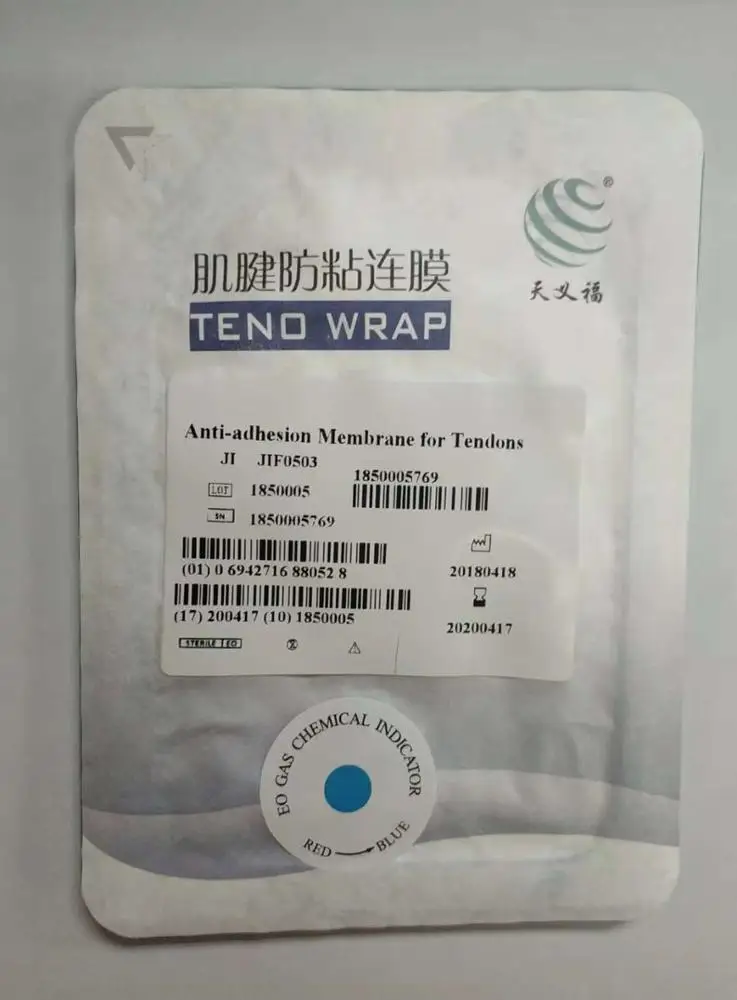 ®
天义福
肌腱防粘连膜
TENO WRAP
Anti-adhesion Membrane for Tendons
JI JIF0503
1850005769
LOT 1850005
SN 1850005769
(01) 0 6942716 88052 8
20180418
(17) 200417 (10) 1850005
20200417
STERILE EO
2
EO GAS CHEMICAL INDICATOR
RED BLUE